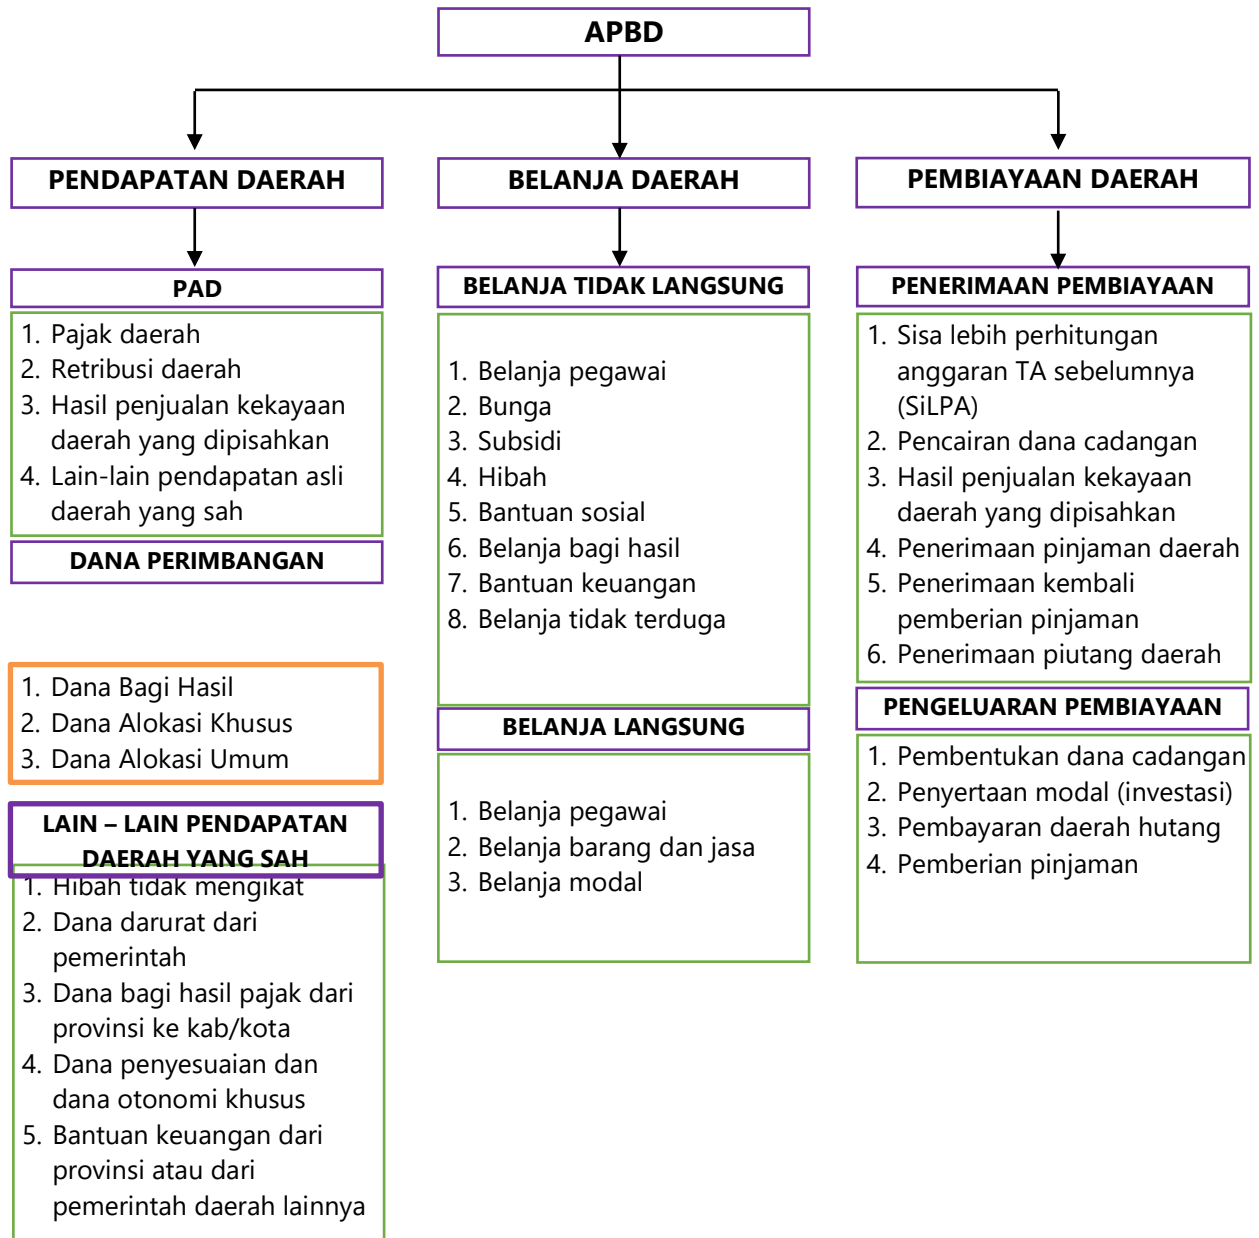 APBD
PENDAPATAN DAERAH
PAD
1. Pajak daerah
2. Retribusi daerah
3. Hasil penjualan kekayaan
daerah yang dipisahkan
4. Lain-lain pendapatan asli
daerah yang sah
DANA PERIMBANGAN
1. Dana Bagi Hasil
2. Dana Alokasi Khusus
3. Dana Alokasi Umum
LAIN – LAIN PENDAPATAN
DAERAH YANG SAH
1. Hibah tidak mengikat
2. Dana darurat dari
pemerintah
3. Dana bagi hasil pajak dari
provinsi ke kab/kota
4. Dana penyesuaian dan
dana otonomi khusus
5. Bantuan keuangan dari
provinsi atau dari
pemerintah daerah lainnya
BELANJA DAERAH
BELANJA TIDAK LANGSUNG
1. Belanja pegawai
2. Bunga
3. Subsidi
4. Hibah
5. Bantuan sosial
6. Belanja bagi hasil
7. Bantuan keuangan
8. Belanja tidak terduga
BELANJA LANGSUNG
1. Belanja pegawai
2. Belanja barang dan jasa
3. Belanja modal
PEMBIAYAAN DAERAH
PENERIMAAN PEMBIAYAAN
1. Sisa lebih perhitungan
anggaran TA sebelumnya
(SiLPA)
2. Pencairan dana cadangan
3. Hasil penjualan kekayaan
daerah yang dipisahkan
4. Penerimaan pinjaman daerah
5. Penerimaan kembali
pemberian pinjaman
6. Penerimaan piutang daerah
PENGELUARAN PEMBIAYAAN
1. Pembentukan dana cadangan
2. Penyertaan modal (investasi)
3. Pembayaran daerah hutang
4. Pemberian pinjaman